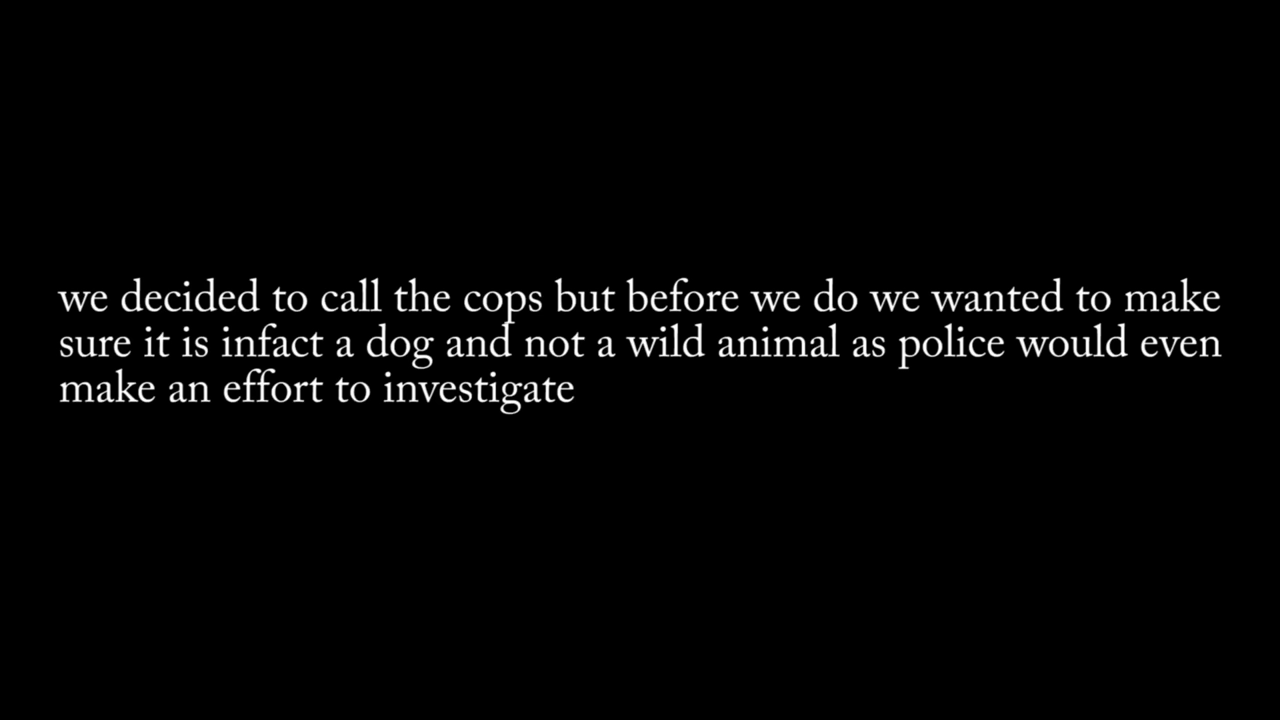 we decided to call the cops but before we do we wanted to make
sure it is infact a dog and not a wild animal as police would even
make an effort to investigate